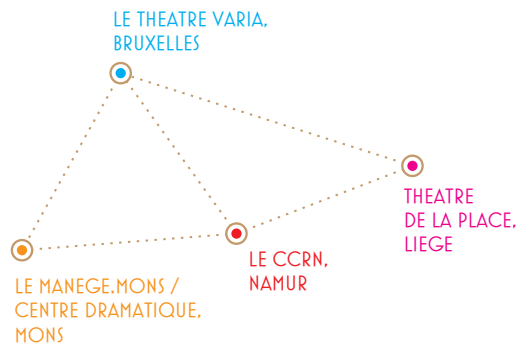 LE THEATRE VARIA,
BRUXELLES
THEATRE
DE LA PLACE,
LIEGE
LE CCRN,
NAMUR
LE MANEGE.MONS /
CENTRE DRAMATIQUE,
MONS